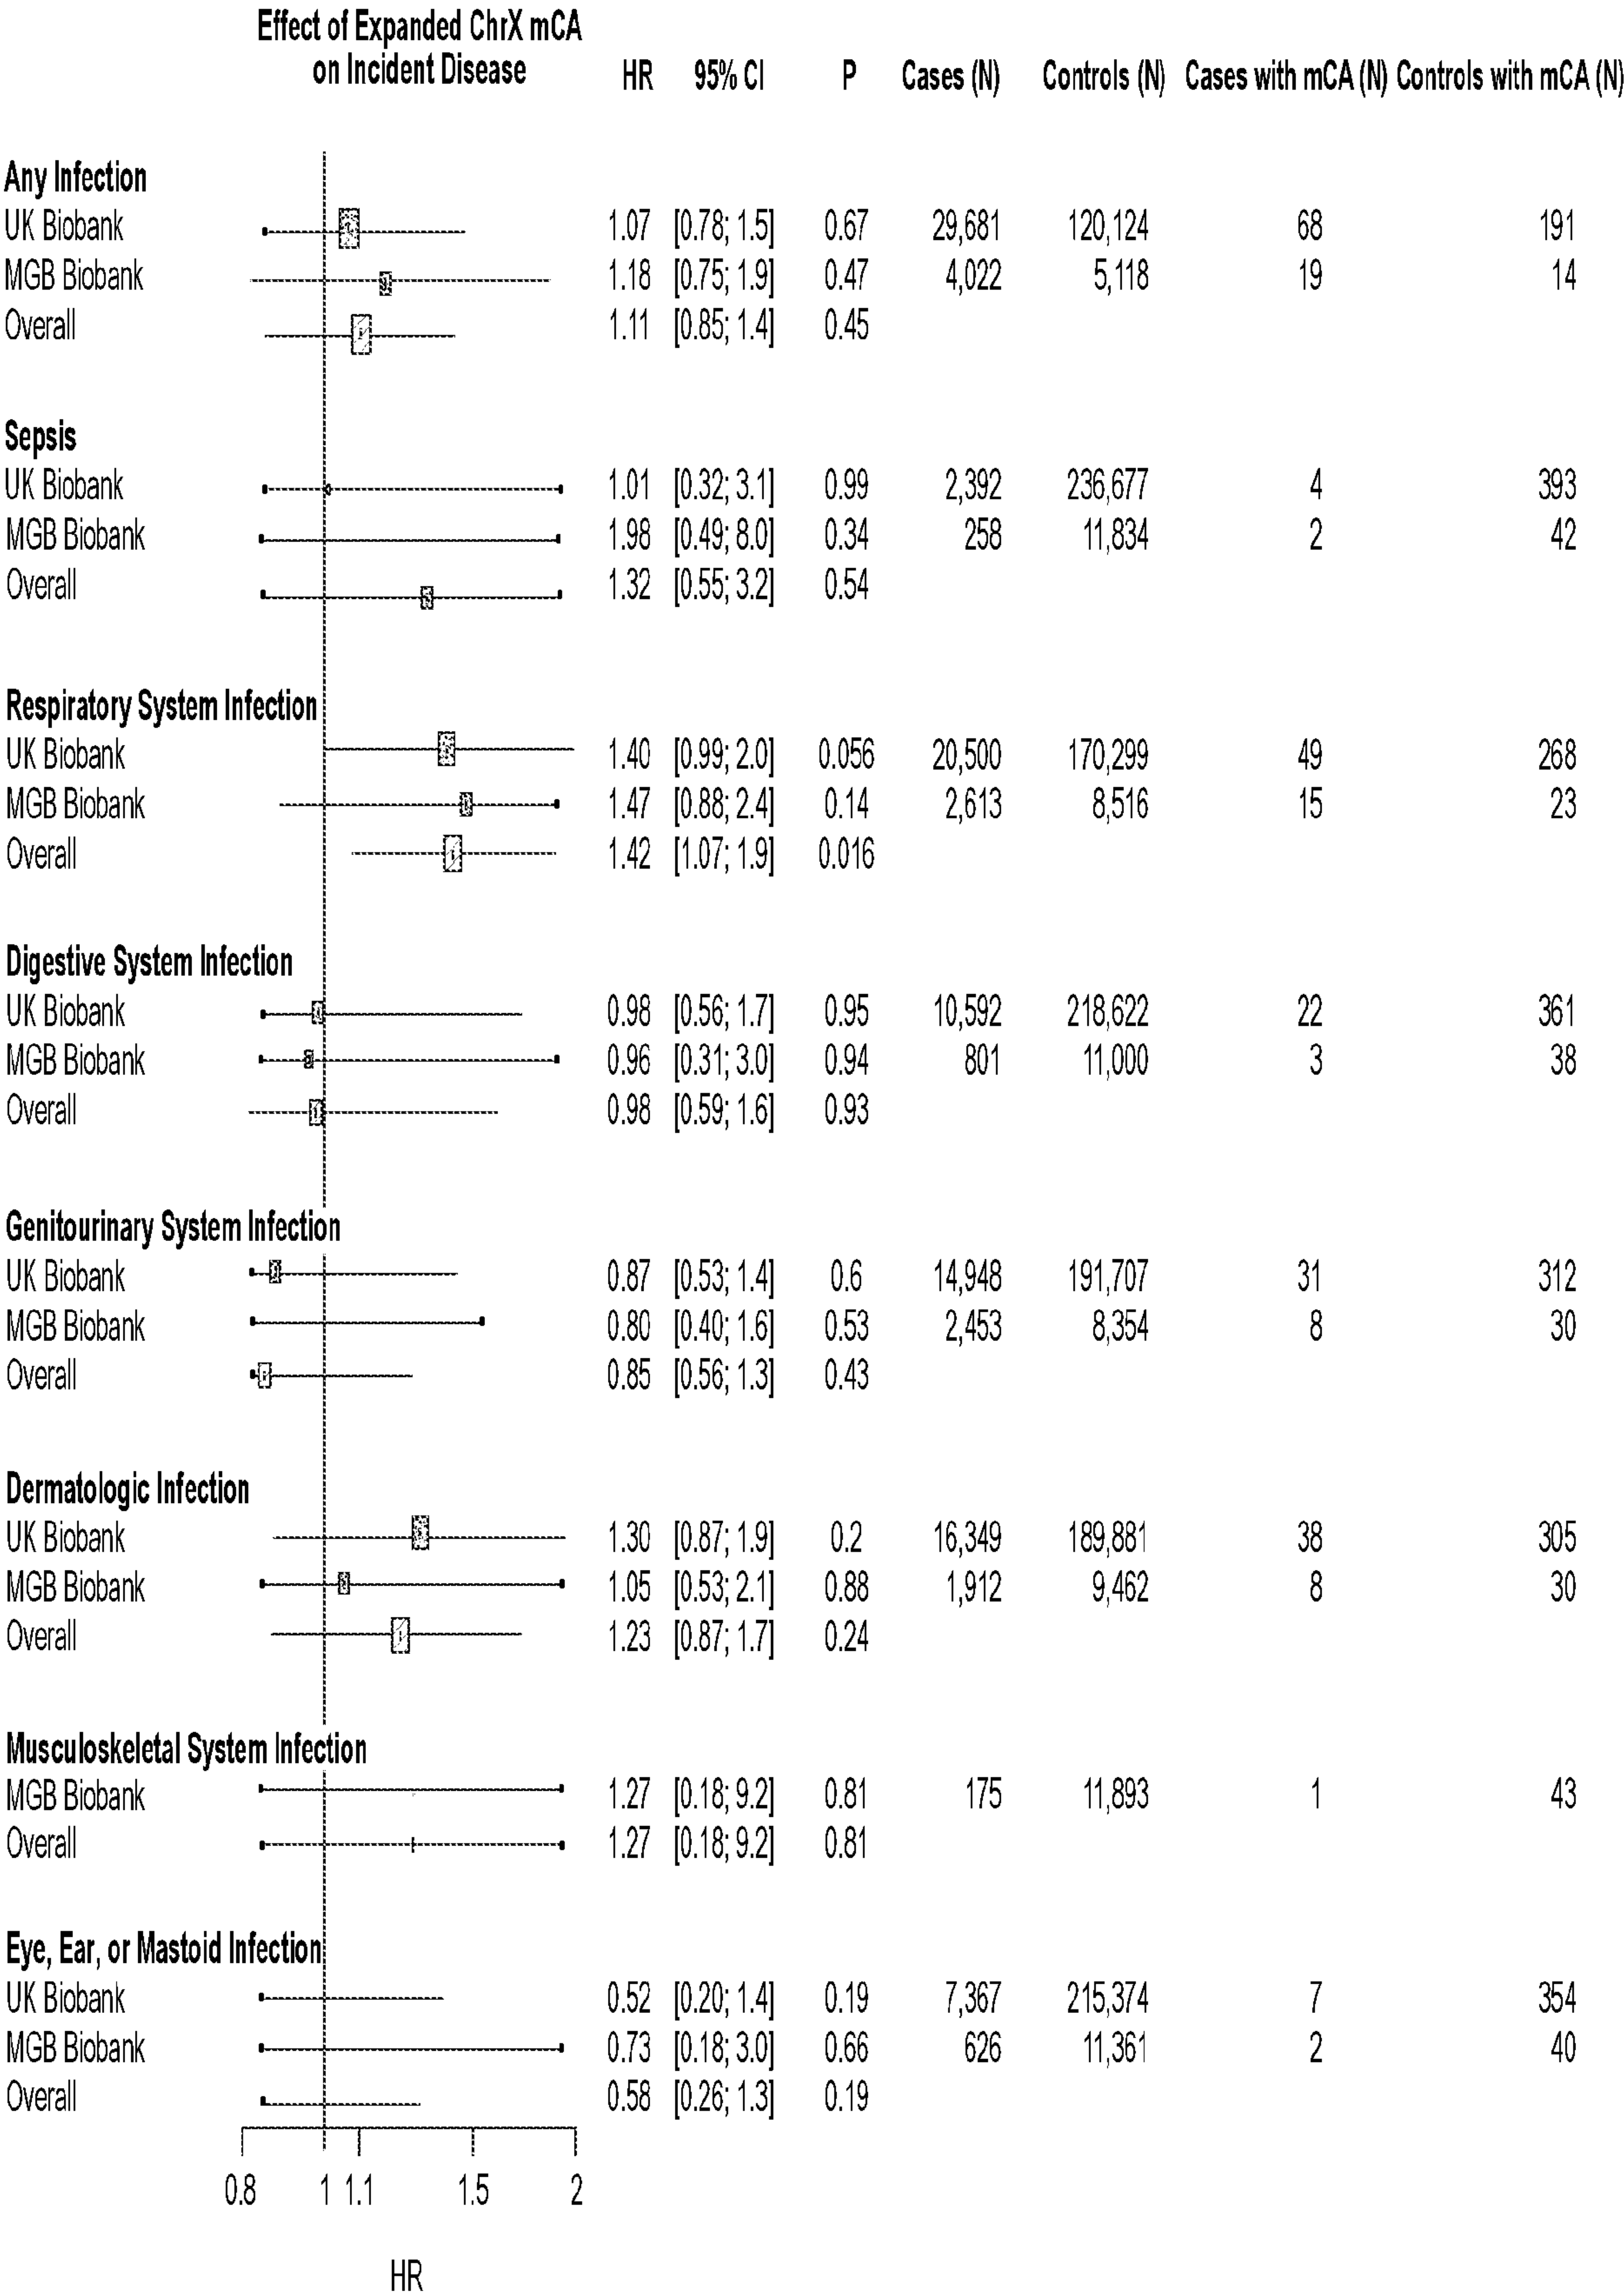 Effect of Expanded ChrX mCA
on Incident Disease HR 95% CI P Cases (N) Controls (N) Cases with mCA (N) Controls with mCA (N)
Any Infection
UK Biobank 1.07 [0.78; 1.5] 0.67 29,681 120,124 68 191
MGB Biobank 1.18 [0.75; 1.9] 0.47 4,022 5,118 19 14
Overall 1.11 [0.85; 1.4] 0.45
Sepsis
UK Biobank 1.01 [0.32; 3.1] 0.99 2,392 236,677 4 393
MGB Biobank 1.98 [0.49; 8.0] 0.34 258 11,834 2 42
Overall 1.32 [0.55; 3.2] 0.54
Respiratory System Infection
UK Biobank 1.40 [0.99; 2.0] 0.056 20,500 170,299 49 268
MGB Biobank 1.47 [0.88; 2.4] 0.14 2,613 8,516 15 23
Overall 1.42 [1.07; 1.9] 0.016
Digestive System Infection
UK Biobank 0.98 [0.56; 1.7] 0.95 10,592 218,622 22 361
MGB Biobank 0.96 [0.31; 3.0] 0.94 801 11,000 3 38
Overall 0.98 [0.59; 1.6] 0.93
Genitourinary System Infection
UK Biobank 0.87 [0.53; 1.4] 0.6 14,948 191,707 31 312
MGB Biobank 0.80 [0.40; 1.6] 0.53 2,453 8,354 8 30
Overall 0.85 [0.56; 1.3] 0.43
Dermatologic Infection
UK Biobank 1.30 [0.87; 1.9] 0.2 16,349 189,881 38 305
MGB Biobank 1.05 [0.53; 2.1] 0.88 1,912 9,462 8 30
Overall 1.23 [0.87; 1.7] 0.24
Musculoskeletal System Infection
MGB Biobank 1.27 [0.18; 9.2] 0.81 175 11,893 1 43
Overall 1.27 [0.18; 9.2] 0.81
Eye, Ear, or Mastoid Infection
UK Biobank 0.52 [0.20; 1.4] 0.19 7,367 215,374 7 354
MGB Biobank 0.73 [0.18; 3.0] 0.66 626 11,361 2 40
Overall 0.58 [0.26; 1.3] 0.19
0.8 1 1.1 1.5 2
HR